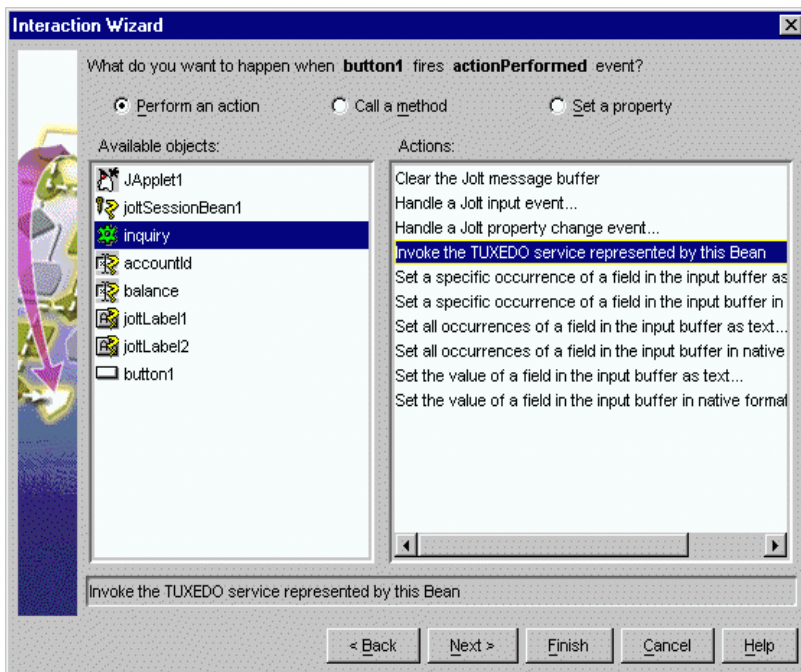 Interaction Wizard
What do you want to happen when button1 fires actionPerformed event?
Perform an action
Call a method
Set a property
Available objects:
JApplet1
joltSessionBean1
inquiry
accountId
balance
joltLabel1
joltLabel2
button1
Actions:
Clear the Jolt message buffer
Handle a Jolt input event...
Handle a Jolt property change event...
Invoke the TUXEDO service represented by this Bean
Set a specific occurrence of a field in the input buffer as
Set a specific occurrence of a field in the input buffer in
Set all occurrences of a field in the input buffer as text...
Set all occurrences of a field in the input buffer in native
Set the value of a field in the input buffer as text...
Set the value of a field in the input buffer in native format
Invoke the TUXEDO service represented by this Bean
< Back
Next >
Finish
Cancel
Help